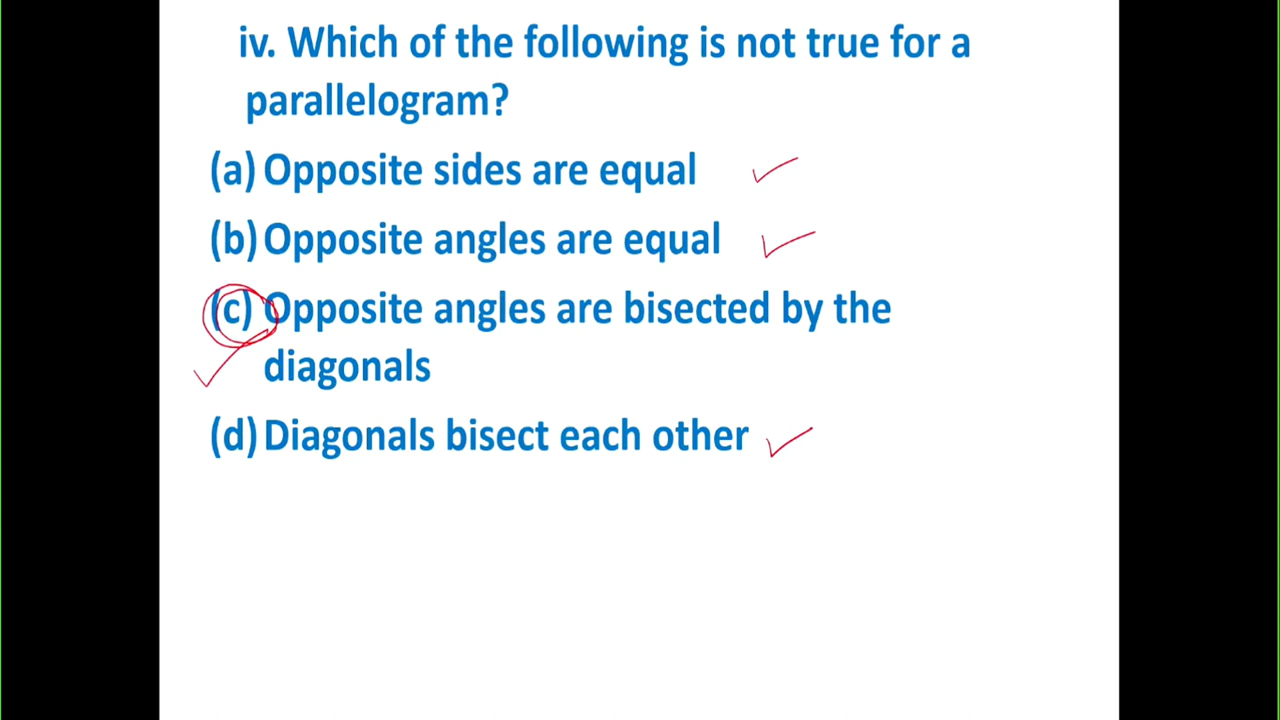 iv. Which of the following is not true for a
parallelogram?
(a) Opposite sides are equal
(b) Opposite angles are equal
(c) Opposite angles are bisected by the
diagonals
(d) Diagonals bisect each other